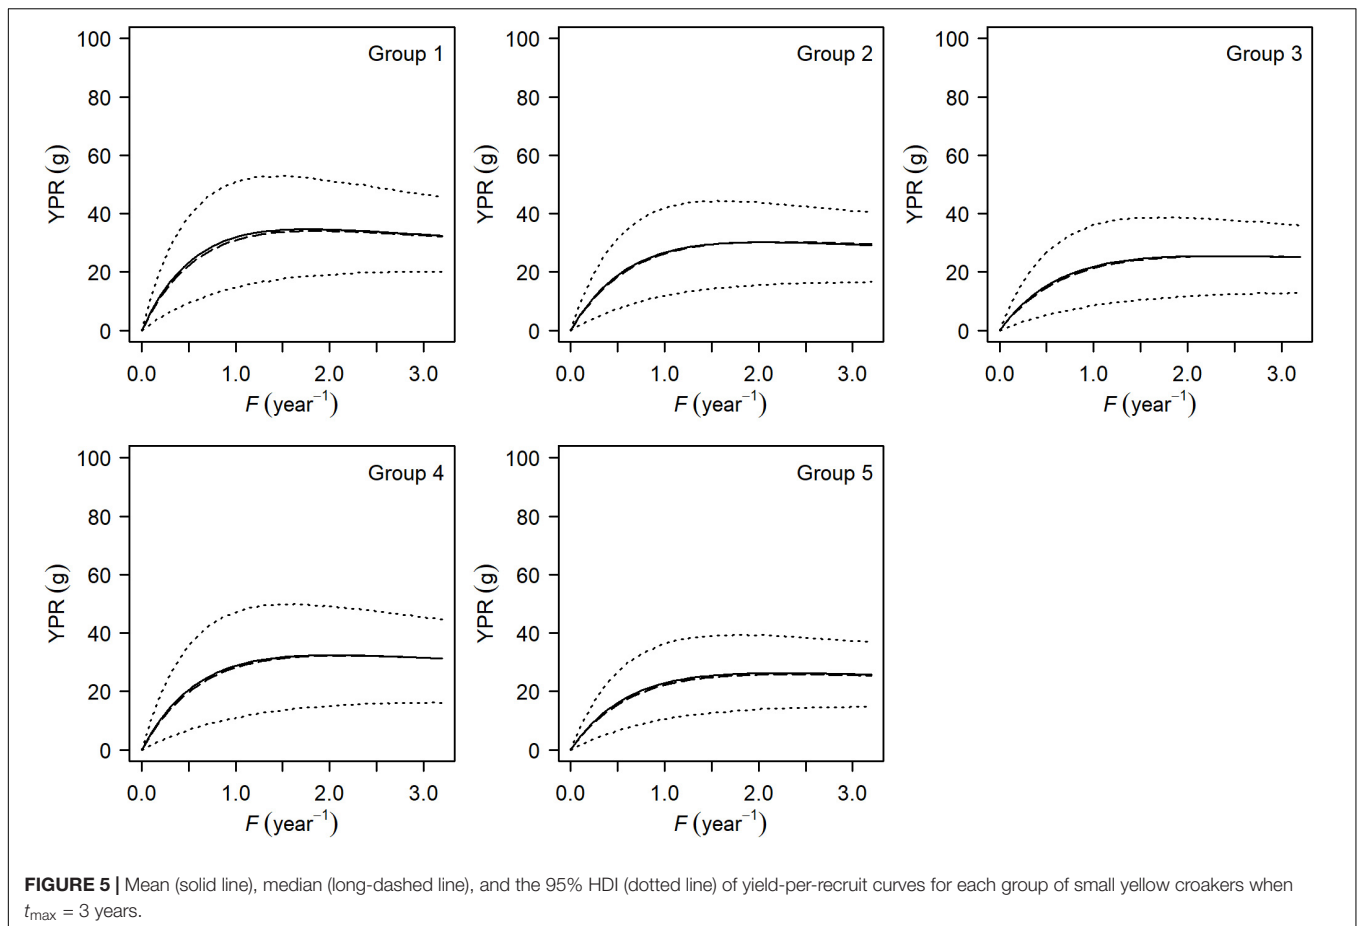 Group 1
100
80
60
40
20
0
YPR (g)
0.0 1.0 2.0 3.0
F (year⁻¹)
Group 2
100
80
60
40
20
0
YPR (g)
0.0 1.0 2.0 3.0
F (year⁻¹)
Group 3
100
80
60
40
20
0
YPR (g)
0.0 1.0 2.0 3.0
F (year⁻¹)
Group 4
100
80
60
40
20
0
YPR (g)
0.0 1.0 2.0 3.0
F (year⁻¹)
Group 5
100
80
60
40
20
0
YPR (g)
0.0 1.0 2.0 3.0
F (year⁻¹)
FIGURE 5 | Mean (solid line), median (long-dashed line), and the 95% HDI (dotted line) of yield-per-recruit curves for each group of small yellow croakers when
tmax = 3 years.